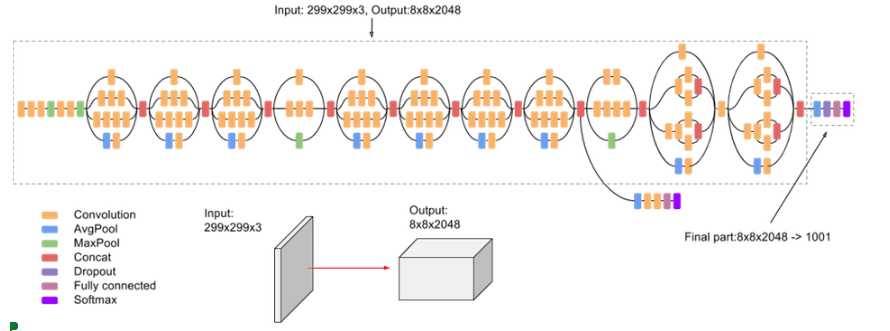 Input: 299x299x3, Output:8x8x2048
Convolution
AvgPool
MaxPool
Concat
Dropout
Fully connected
Softmax
Input:
299x299x3
Output:
8x8x2048
Final part:8x8x2048 -> 1001